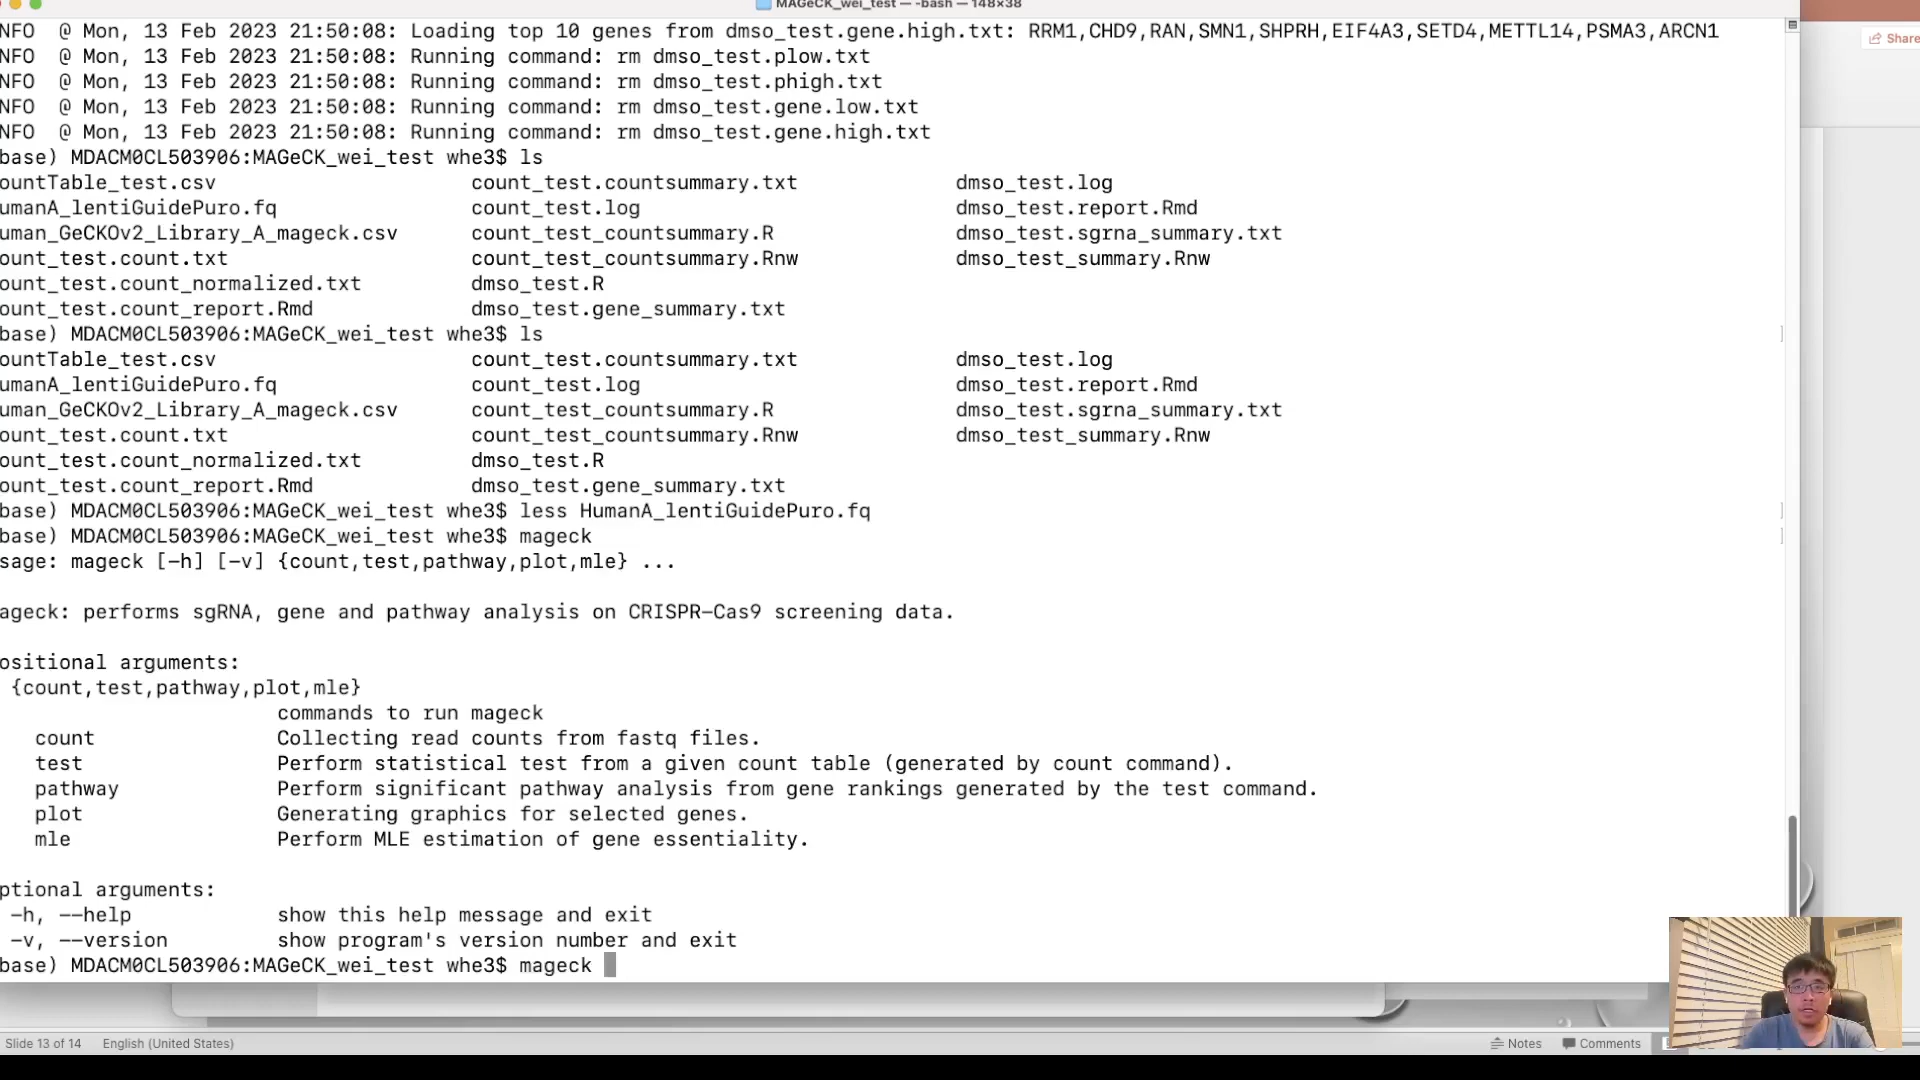 MAGeCK_wei_test — -bash — 148×38
Share
NFO  @ Mon, 13 Feb 2023 21:50:08: Loading top 10 genes from dmso_test.gene.high.txt: RRM1,CHD9,RAN,SMN1,SHPRH,EIF4A3,SETD4,METTL14,PSMA3,ARCN1
NFO  @ Mon, 13 Feb 2023 21:50:08: Running command: rm dmso_test.plow.txt
NFO  @ Mon, 13 Feb 2023 21:50:08: Running command: rm dmso_test.phigh.txt
NFO  @ Mon, 13 Feb 2023 21:50:08: Running command: rm dmso_test.gene.low.txt
NFO  @ Mon, 13 Feb 2023 21:50:08: Running command: rm dmso_test.gene.high.txt
base) MDACM0CL503906:MAGeCK_wei_test whe3$ ls
ountTable_test.csv count_test.countsummary.txt dmso_test.log
umanA_lentiGuidePuro.fq count_test.log dmso_test.report.Rmd
uman_GeCKOv2_Library_A_mageck.csv count_test_countsummary.R dmso_test.sgrna_summary.txt
ount_test.count.txt count_test_countsummary.Rnw dmso_test_summary.Rnw
ount_test.count_normalized.txt dmso_test.R
ount_test.count_report.Rmd dmso_test.gene_summary.txt
base) MDACM0CL503906:MAGeCK_wei_test whe3$ ls
ountTable_test.csv count_test.countsummary.txt dmso_test.log
umanA_lentiGuidePuro.fq count_test.log dmso_test.report.Rmd
uman_GeCKOv2_Library_A_mageck.csv count_test_countsummary.R dmso_test.sgrna_summary.txt
ount_test.count.txt count_test_countsummary.Rnw dmso_test_summary.Rnw
ount_test.count_normalized.txt dmso_test.R
ount_test.count_report.Rmd dmso_test.gene_summary.txt
base) MDACM0CL503906:MAGeCK_wei_test whe3$ less HumanA_lentiGuidePuro.fq
base) MDACM0CL503906:MAGeCK_wei_test whe3$ mageck
sage: mageck [-h] [-v] {count,test,pathway,plot,mle} ...
ageck: performs sgRNA, gene and pathway analysis on CRISPR-Cas9 screening data.
ositional arguments:
{count,test,pathway,plot,mle}
commands to run mageck
count Collecting read counts from fastq files.
test Perform statistical test from a given count table (generated by count command).
pathway Perform significant pathway analysis from gene rankings generated by the test command.
plot Generating graphics for selected genes.
mle Perform MLE estimation of gene essentiality.
ptional arguments:
-h, --help show this help message and exit
-v, --version show program's version number and exit
base) MDACM0CL503906:MAGeCK_wei_test whe3$ mageck
Slide 13 of 14 English (United States) Notes Comments